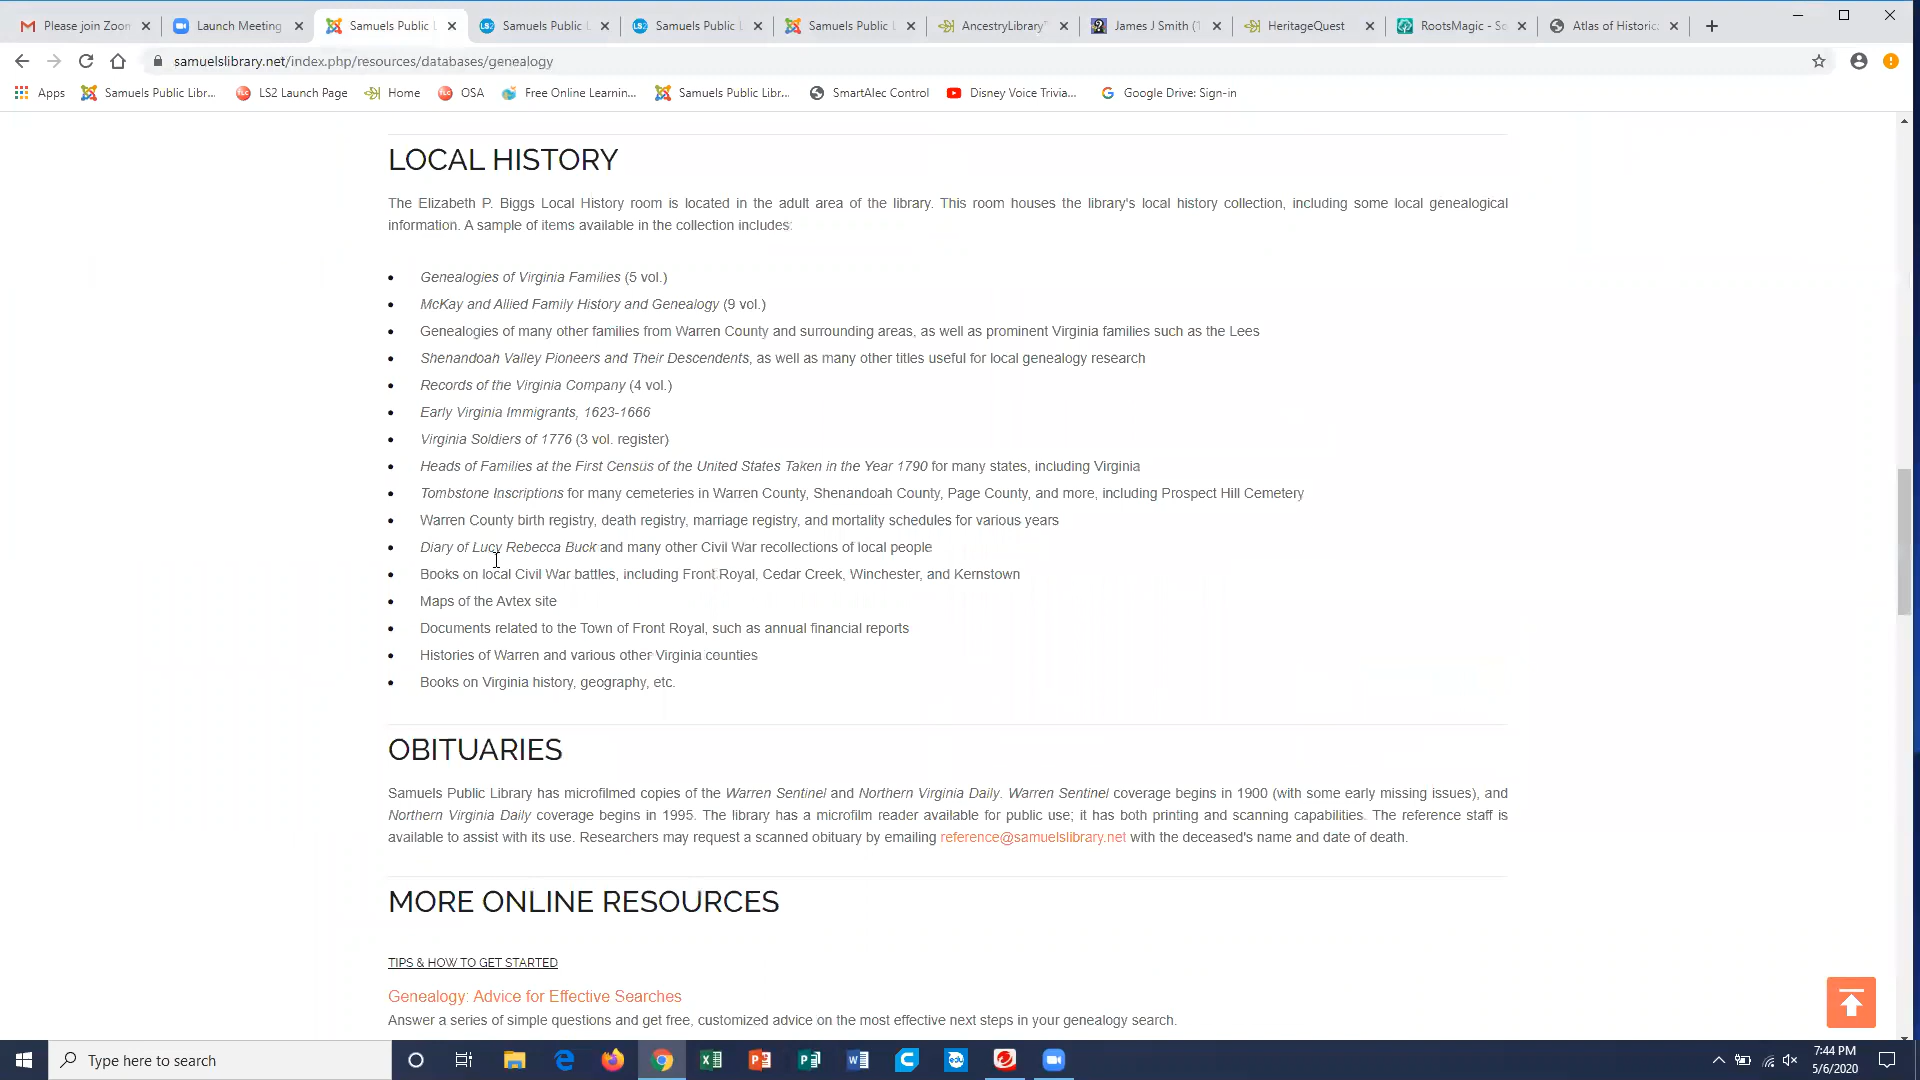 Please join Zoom
Launch Meeting
Samuels Public L
Samuels Public L
Samuels Public L
Samuels Public L
AncestryLibrary
James J Smith (1
HeritageQuest
RootsMagic - So
Atlas of Historica
samuelslibrary.net/index.php/resources/databases/genealogy
Apps
Samuels Public Libr...
LS2 Launch Page
Home
OSA
Free Online Learnin...
Samuels Public Libr...
SmartAlec Control
Disney Voice Trivia...
Google Drive: Sign-in
LOCAL HISTORY
The Elizabeth P. Biggs Local History room is located in the adult area of the library. This room houses the library's local history collection, including some local genealogical
information. A sample of items available in the collection includes:
• Genealogies of Virginia Families (5 vol.)
• McKay and Allied Family History and Genealogy (9 vol.)
• Genealogies of many other families from Warren County and surrounding areas, as well as prominent Virginia families such as the Lees
• Shenandoah Valley Pioneers and Their Descendents, as well as many other titles useful for local genealogy research
• Records of the Virginia Company (4 vol.)
• Early Virginia Immigrants, 1623-1666
• Virginia Soldiers of 1776 (3 vol. register)
• Heads of Families at the First Census of the United States Taken in the Year 1790 for many states, including Virginia
• Tombstone Inscriptions for many cemeteries in Warren County, Shenandoah County, Page County, and more, including Prospect Hill Cemetery
• Warren County birth registry, death registry, marriage registry, and mortality schedules for various years
• Diary of Lucy Rebecca Buck and many other Civil War recollections of local people
• Books on local Civil War battles, including Front Royal, Cedar Creek, Winchester, and Kernstown
• Maps of the Avtex site
• Documents related to the Town of Front Royal, such as annual financial reports
• Histories of Warren and various other Virginia counties
• Books on Virginia history, geography, etc.
OBITUARIES
Samuels Public Library has microfilmed copies of the Warren Sentinel and Northern Virginia Daily. Warren Sentinel coverage begins in 1900 (with some early missing issues), and
Northern Virginia Daily coverage begins in 1995. The library has a microfilm reader available for public use; it has both printing and scanning capabilities. The reference staff is
available to assist with its use. Researchers may request a scanned obituary by emailing reference@samuelslibrary.net with the deceased's name and date of death.
MORE ONLINE RESOURCES
TIPS & HOW TO GET STARTED
Genealogy: Advice for Effective Searches
Answer a series of simple questions and get free, customized advice on the most effective next steps in your genealogy search.
Type here to search
7:44 PM
5/6/2020